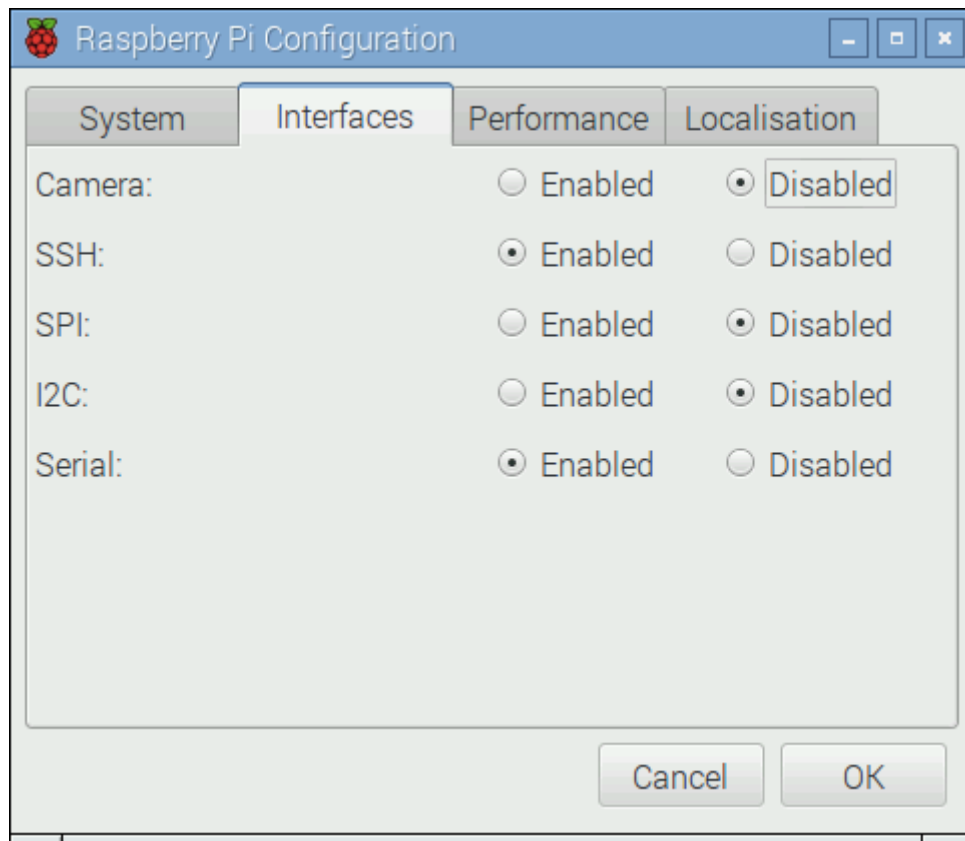 Raspberry Pi Configuration
System Interfaces Performance Localisation
Camera: Enabled Disabled
SSH: Enabled Disabled
SPI: Enabled Disabled
I2C: Enabled Disabled
Serial: Enabled Disabled
Cancel OK